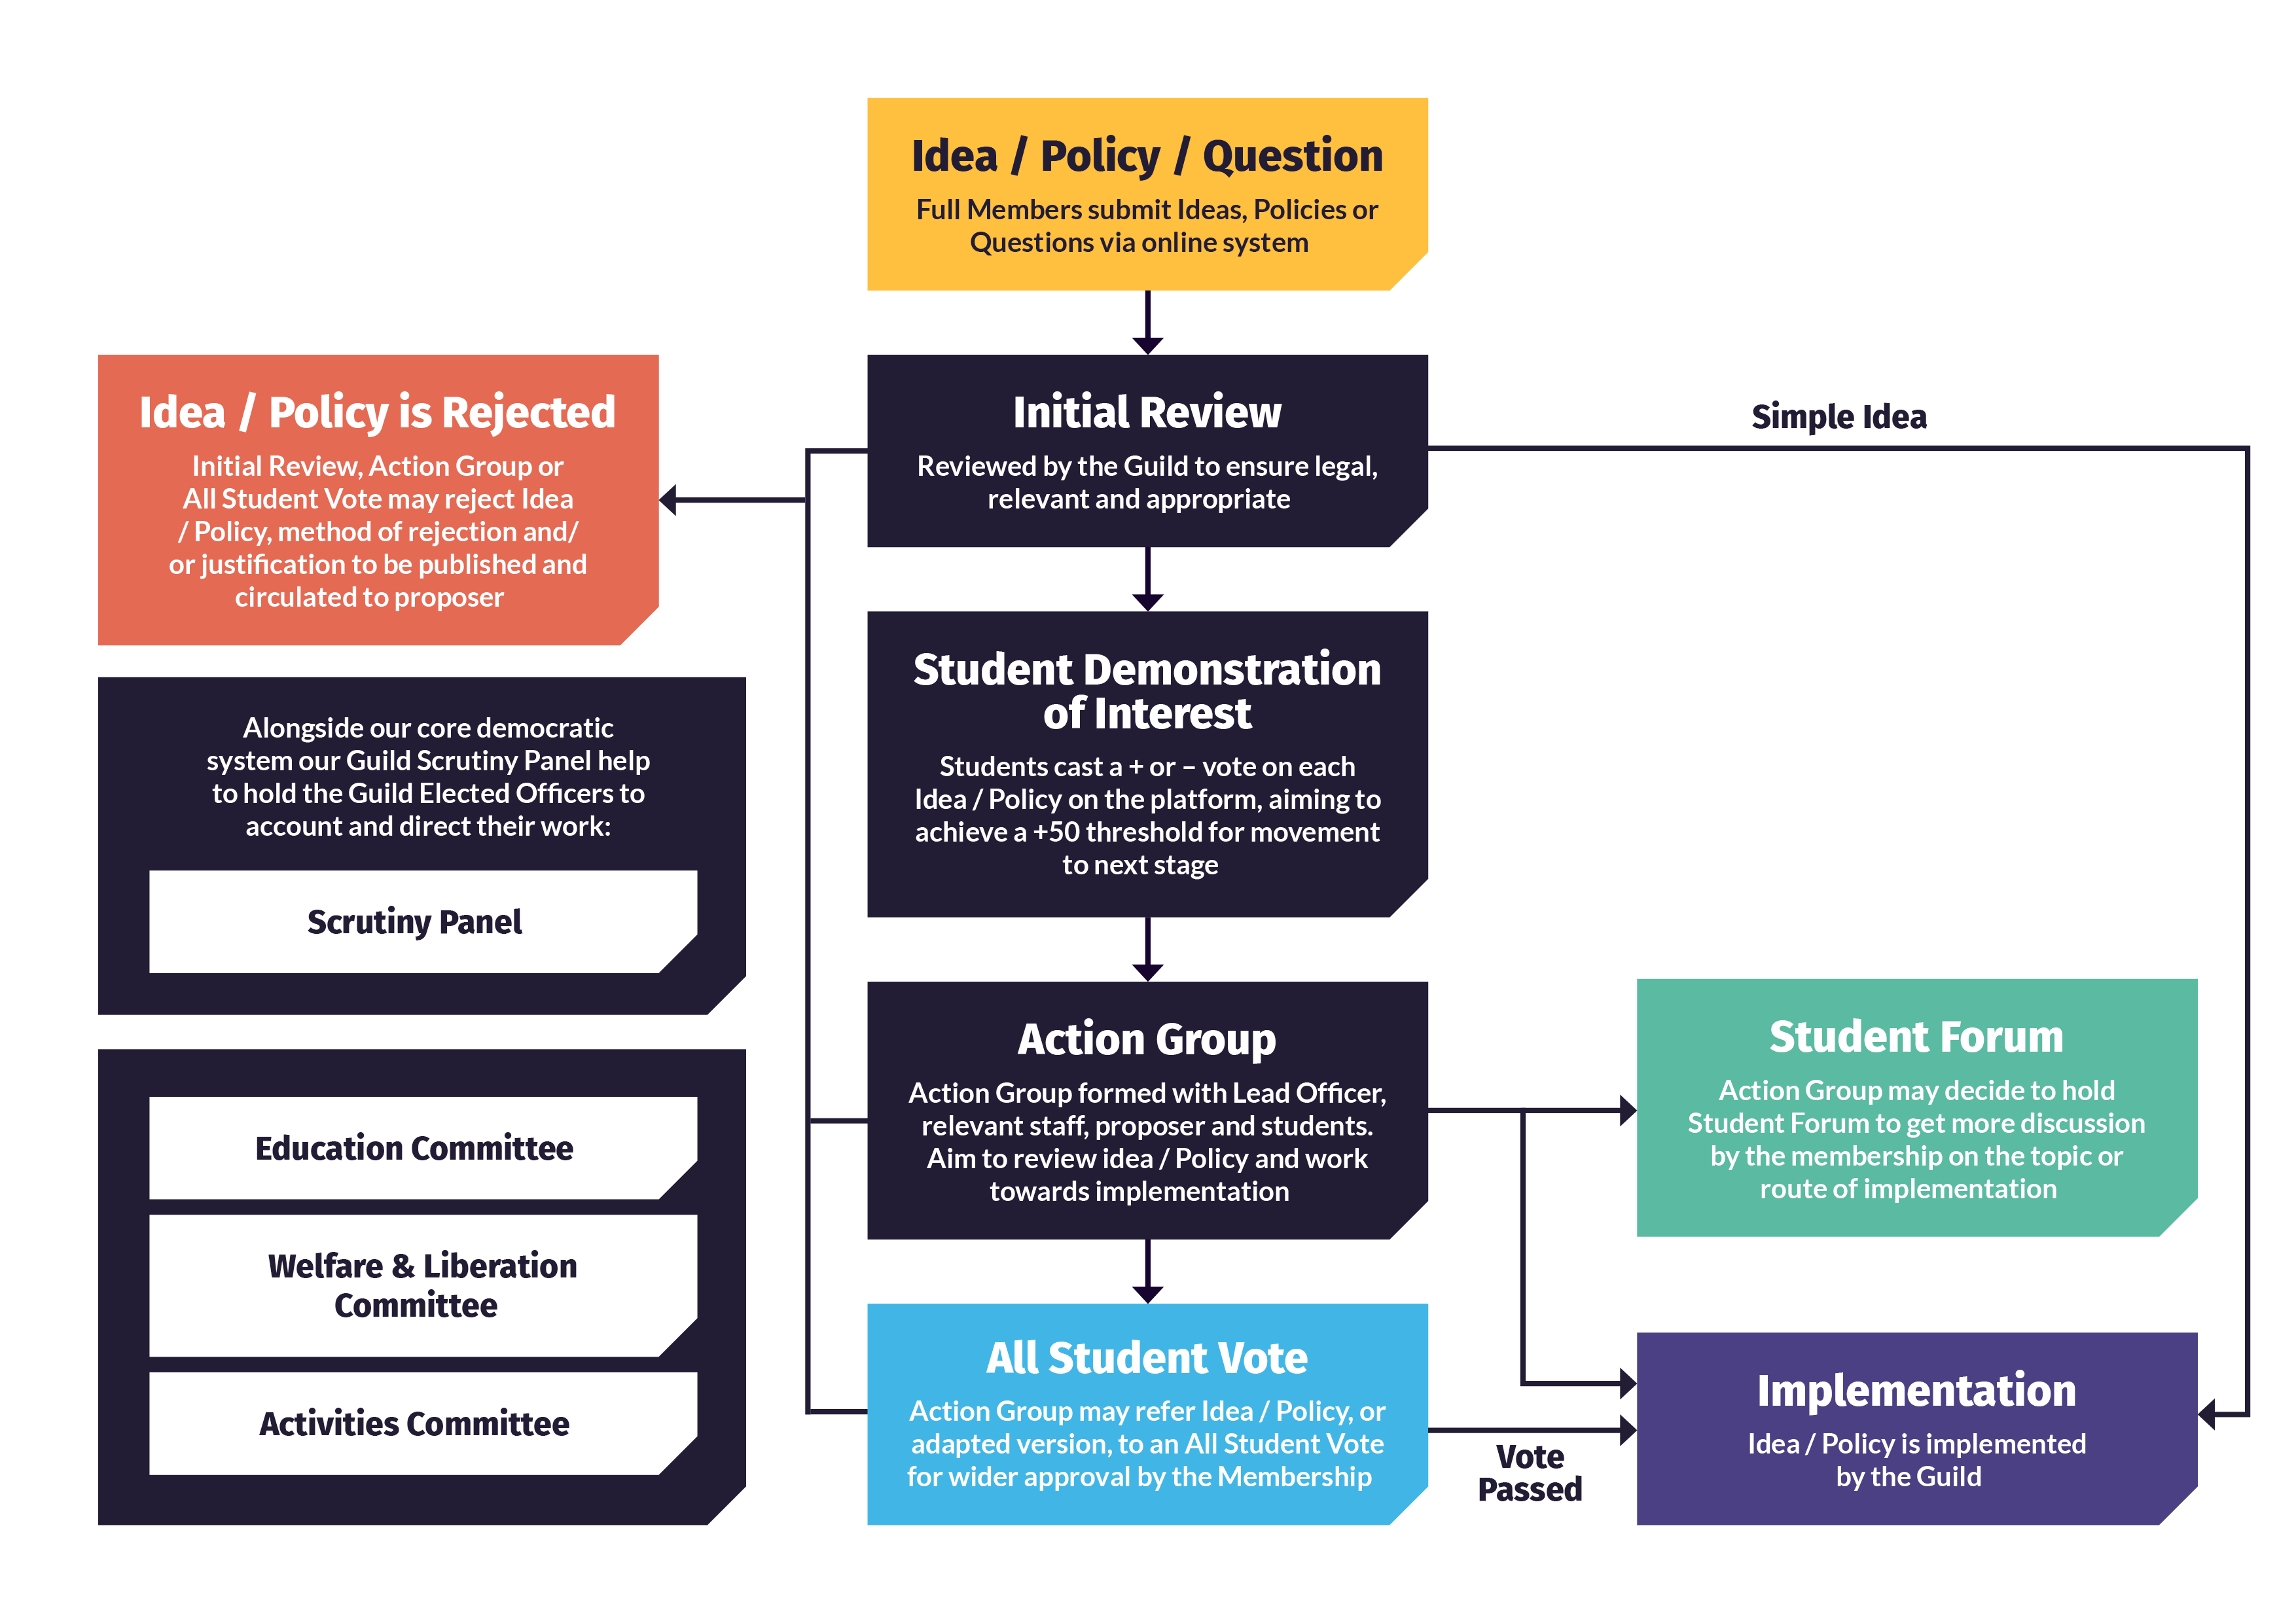 Idea / Policy / Question
Full Members submit Ideas, Policies or
Questions via online system
Idea / Policy is Rejected
Initial Review, Action Group or
All Student Vote may reject Idea
/ Policy, method of rejection and/
or justification to be published and
circulated to proposer
Initial Review
Reviewed by the Guild to ensure legal,
relevant and appropriate
Simple Idea
Student Demonstration
of Interest
Students cast a + or – vote on each
Idea / Policy on the platform, aiming to
achieve a +50 threshold for movement
to next stage
Alongside our core democratic
system our Guild Scrutiny Panel help
to hold the Guild Elected Officers to
account and direct their work:
Scrutiny Panel
Action Group
Action Group formed with Lead Officer,
relevant staff, proposer and students.
Aim to review idea / Policy and work
towards implementation
Student Forum
Action Group may decide to hold
Student Forum to get more discussion
by the membership on the topic or
route of implementation
Education Committee
Welfare & Liberation
Committee
Activities Committee
All Student Vote
Action Group may refer Idea / Policy, or
adapted version, to an All Student Vote
for wider approval by the Membership
Vote
Passed
Implementation
Idea / Policy is implemented
by the Guild